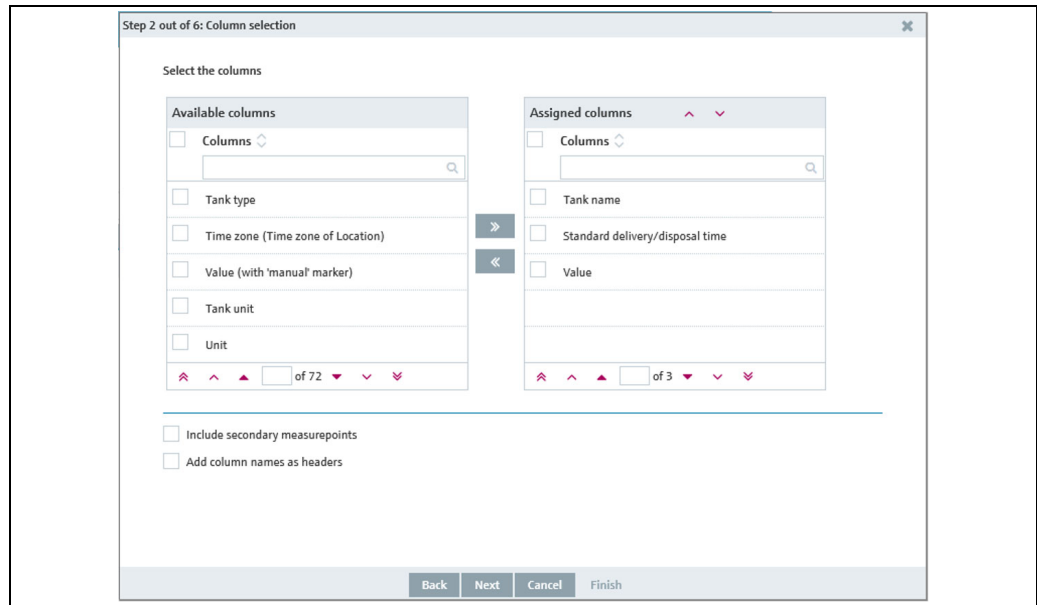 Step 2 out of 6: Column selection
Select the columns
Available columns
Columns
Tank type
Time zone (Time zone of Location)
Value (with 'manual' marker)
Tank unit
Unit
of 72
Assigned columns
Columns
Tank name
Standard delivery/disposal time
Value
of 3
Include secondary measurepoints
Add column names as headers
Back Next Cancel Finish